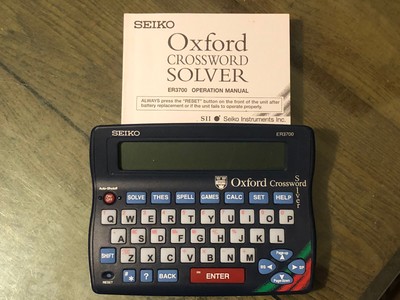 SEIKO
Oxford
CROSSWORD
SOLVER
ER3700 OPERATION MANUAL
ALWAYS press the "RESET" button on the front of the unit after
battery replacement or if the unit fails to operate properly.
SII Seiko Instruments Inc.
SEIKO ER3700
Oxford Crossword
Solver
SOLVE THES SPELL GAMES CALC SET HELP
Q W E R T Y U I O P
A S D F G H J K L
SHIFT Z X C V B N M
* ? BACK ENTER
RESET